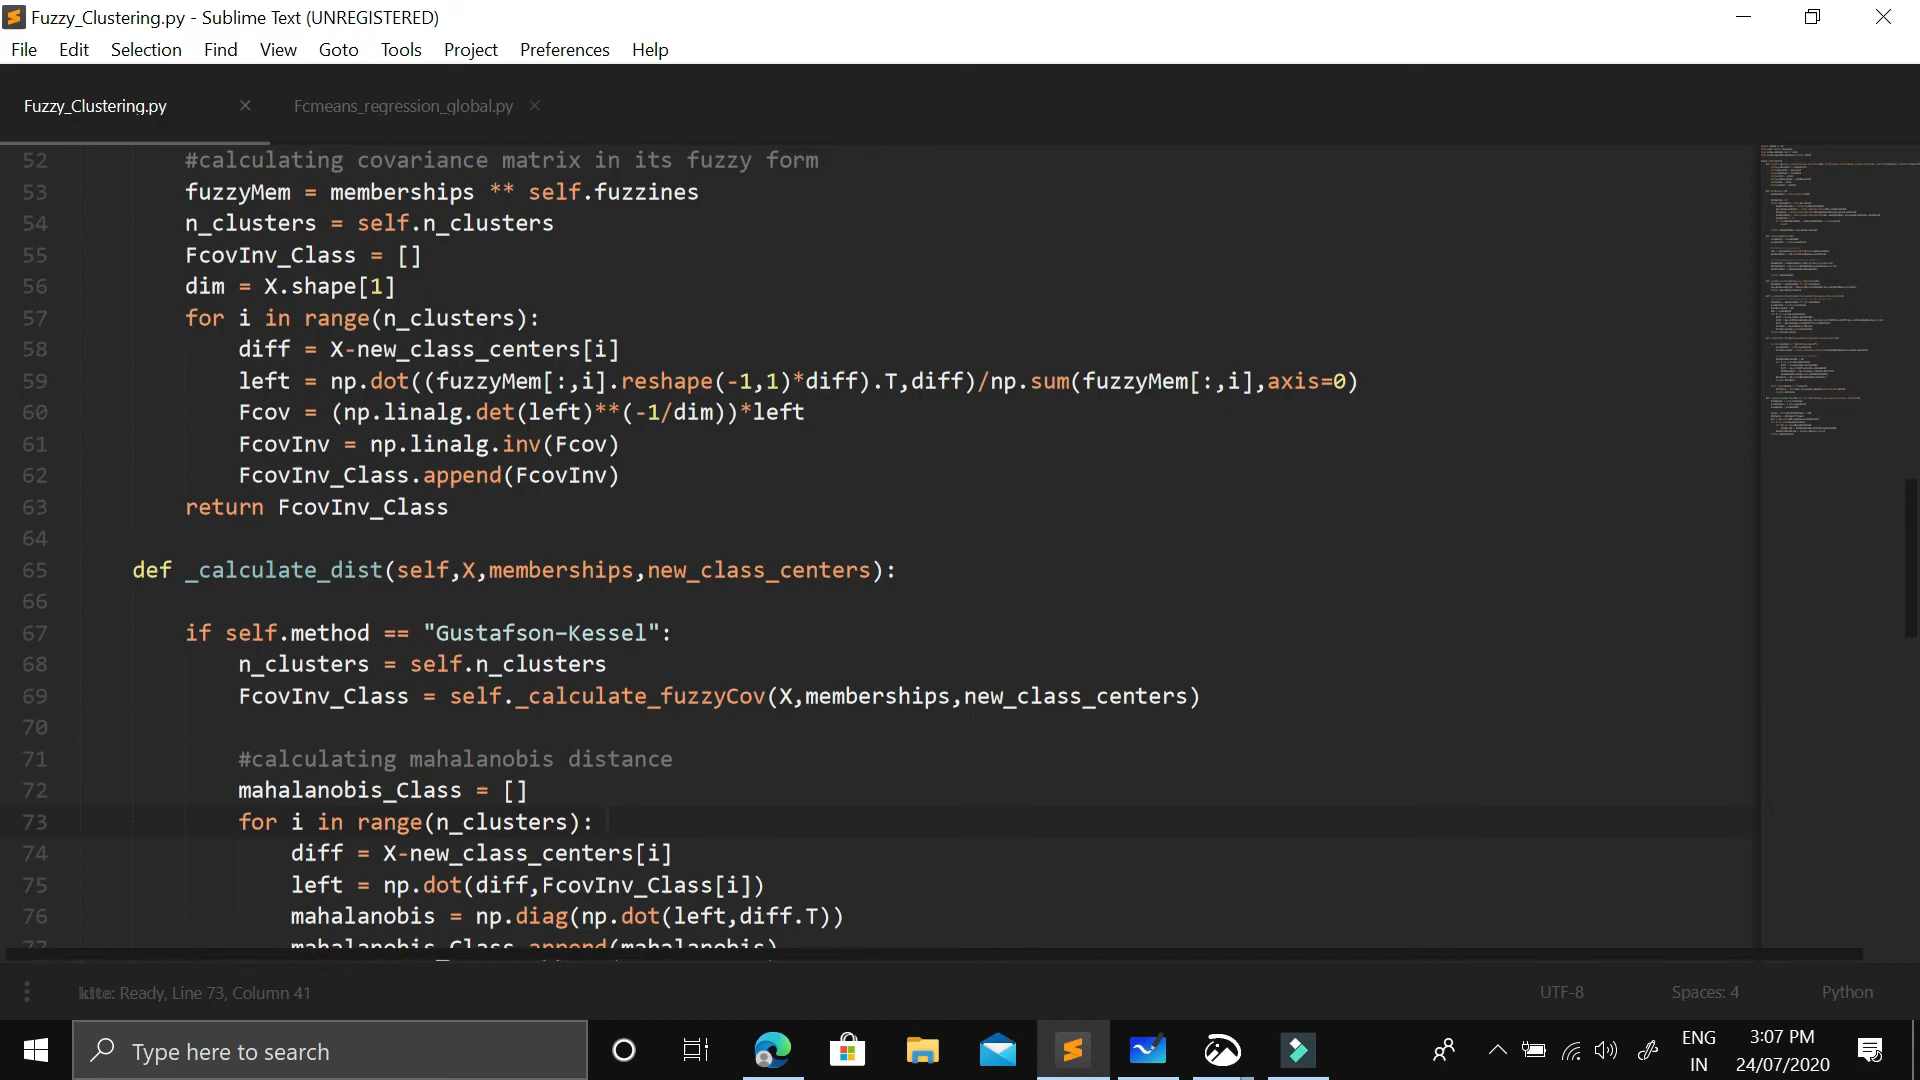 Fuzzy_Clustering.py - Sublime Text (UNREGISTERED)
File Edit Selection Find View Goto Tools Project Preferences Help
Fuzzy_Clustering.py Fcmeans_regression_global.py
52 #calculating covariance matrix in its fuzzy form
53 fuzzyMem = memberships ** self.fuzzines
54 n_clusters = self.n_clusters
55 FcovInv_Class = []
56 dim = X.shape[1]
57 for i in range(n_clusters):
58 diff = X-new_class_centers[i]
59 left = np.dot((fuzzyMem[:,i].reshape(-1,1)*diff).T,diff)/np.sum(fuzzyMem[:,i],axis=0)
60 Fcov = (np.linalg.det(left)**(-1/dim))*left
61 FcovInv = np.linalg.inv(Fcov)
62 FcovInv_Class.append(FcovInv)
63 return FcovInv_Class
64
65 def _calculate_dist(self,X,memberships,new_class_centers):
66
67 if self.method == "Gustafson–Kessel":
68 n_clusters = self.n_clusters
69 FcovInv_Class = self._calculate_fuzzyCov(X,memberships,new_class_centers)
70
71 #calculating mahalanobis distance
72 mahalanobis_Class = []
73 for i in range(n_clusters):
74 diff = X-new_class_centers[i]
75 left = np.dot(diff,FcovInv_Class[i])
76 mahalanobis = np.diag(np.dot(left,diff.T))
77 mahalanobis_Class.append(mahalanobis)
kite: Ready, Line 73, Column 41 UTF-8 Spaces: 4 Python
Type here to search
ENG
IN
3:07 PM
24/07/2020